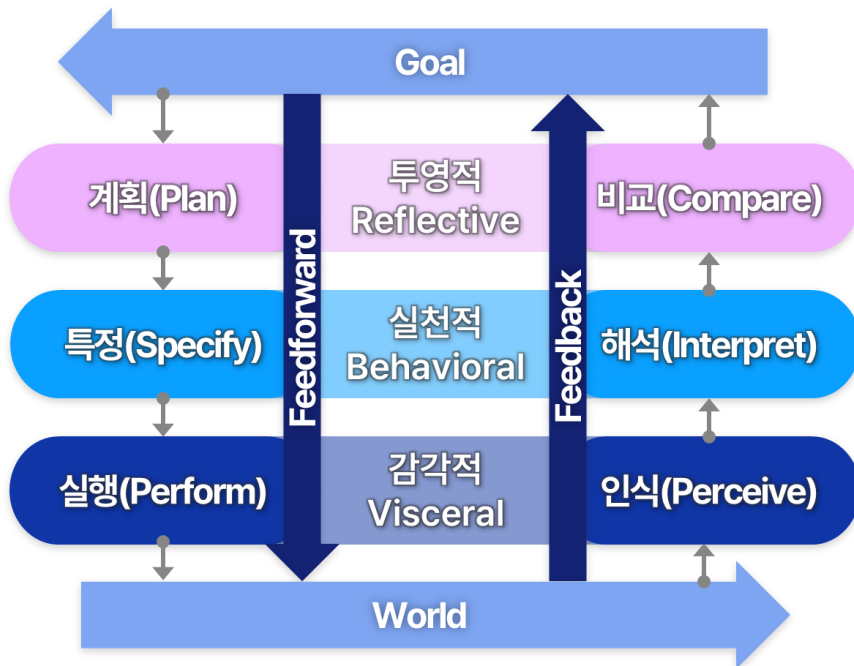 Goal
계획(Plan)
투영적
Reflective
비교(Compare)
Feedforward
Feedback
특정(Specify)
실천적
Behavioral
해석(Interpret)
실행(Perform)
감각적
Visceral
인식(Perceive)
World